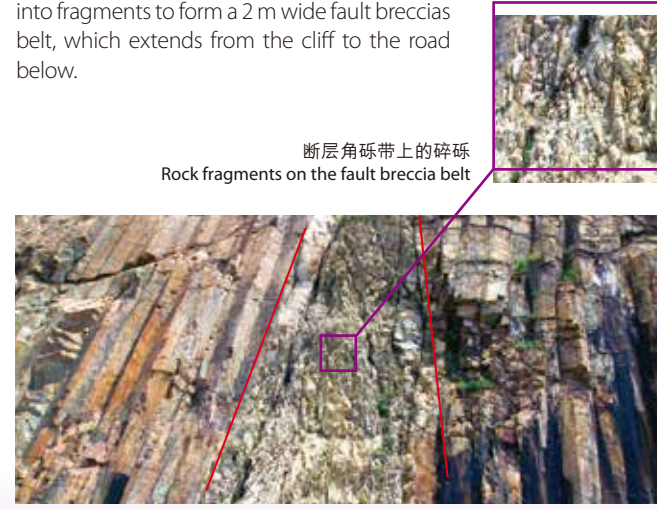 into fragments to form a 2 m wide fault breccias
belt, which extends from the cliff to the road
below.
断层角砾带上的碎砾
Rock fragments on the fault breccia belt